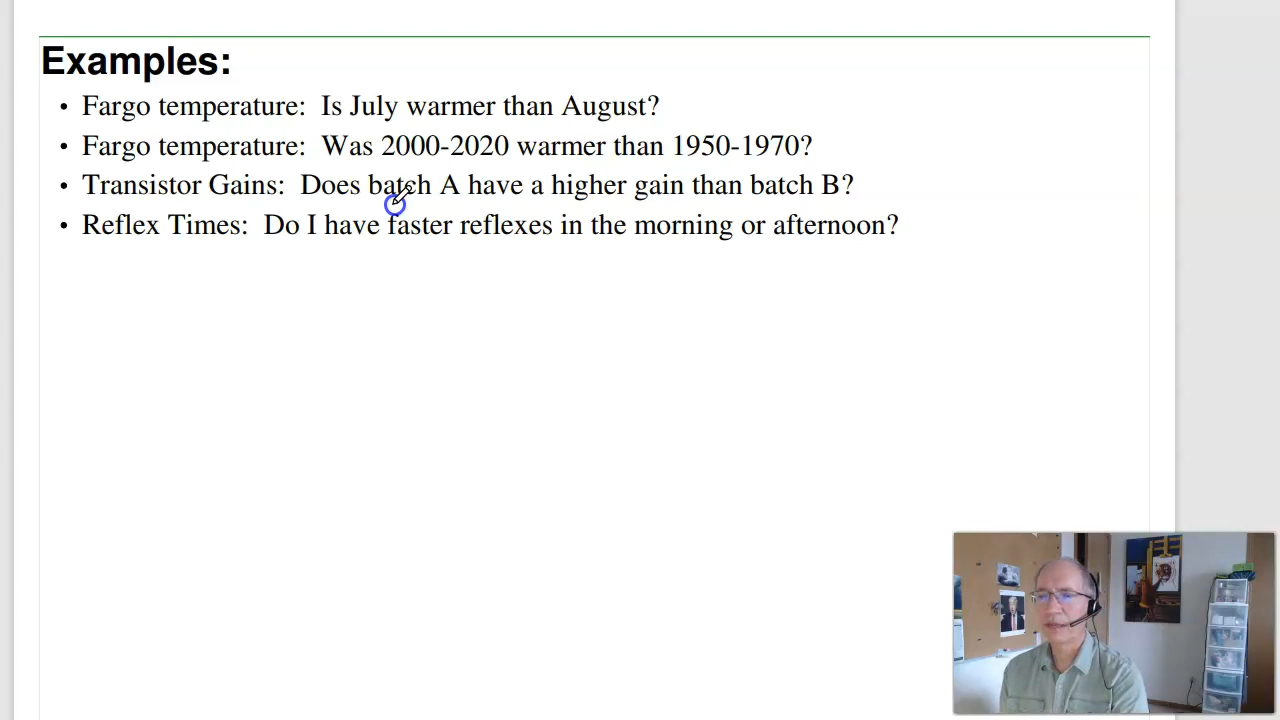 Examples:
• Fargo temperature: Is July warmer than August?
• Fargo temperature: Was 2000-2020 warmer than 1950-1970?
• Transistor Gains: Does batch A have a higher gain than batch B?
• Reflex Times: Do I have faster reflexes in the morning or afternoon?